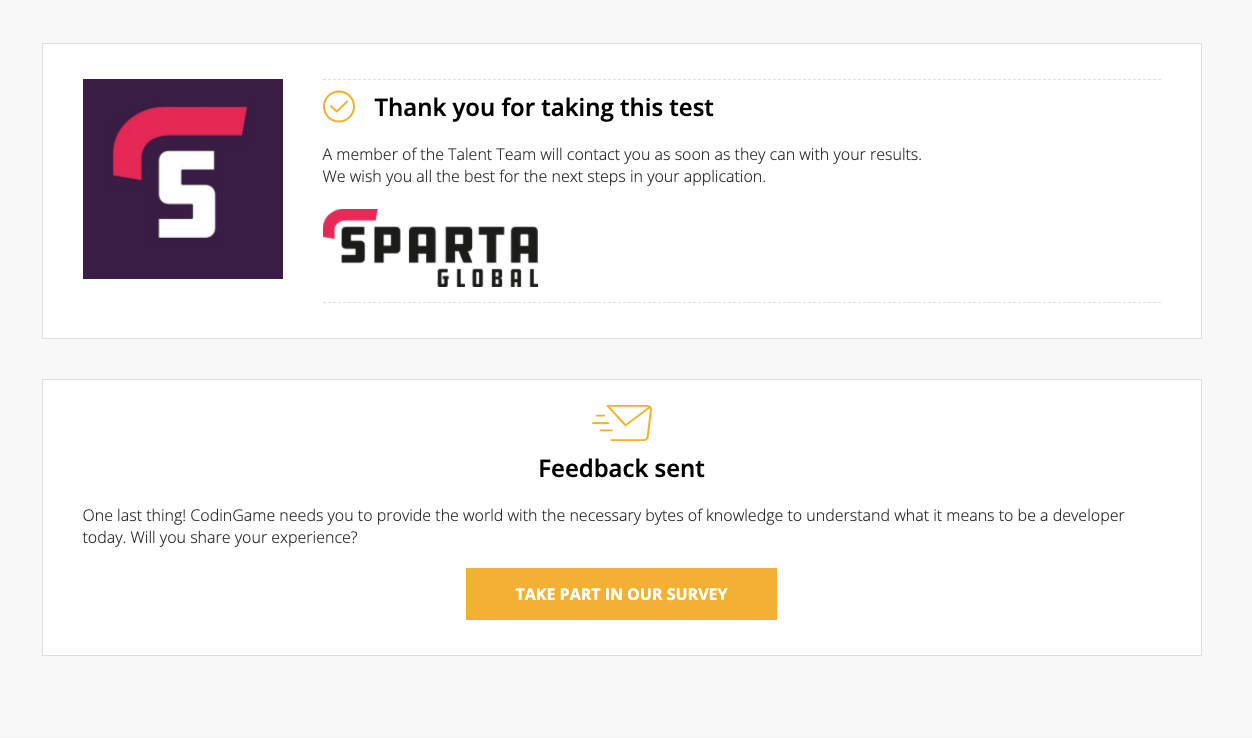 S
Thank you for taking this test
A member of the Talent Team will contact you as soon as they can with your results.
We wish you all the best for the next steps in your application.
SPARTA
GLOBAL
Feedback sent
One last thing! CodinGame needs you to provide the world with the necessary bytes of knowledge to understand what it means to be a developer
today. Will you share your experience?
TAKE PART IN OUR SURVEY